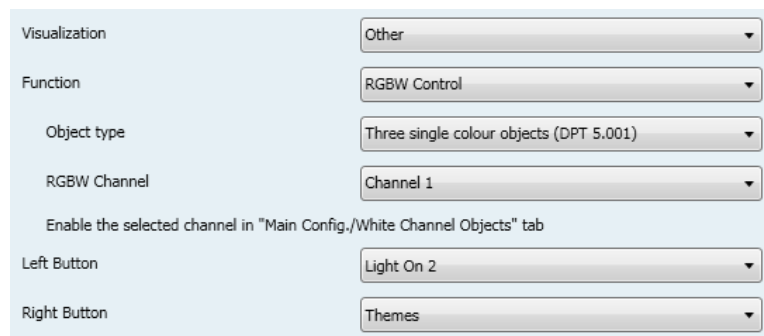 Visualization Other
Function RGBW Control
Object type Three single colour objects (DPT 5.001)
RGBW Channel Channel 1
Enable the selected channel in "Main Config./White Channel Objects" tab
Left Button Light On 2
Right Button Themes